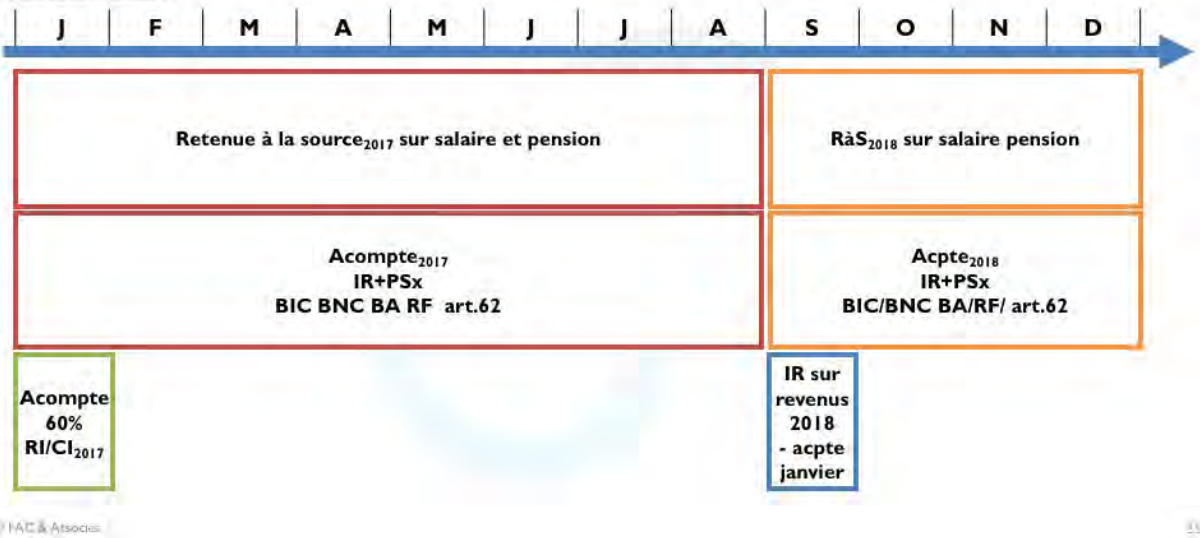 J F M A M J J A S O N D
Retenue à la source2017 sur salaire et pension
RàS2018 sur salaire pension
Acompte2017
IR+PSx
BIC BNC BA RF art.62
Acpte2018
IR+PSx
BIC/BNC BA/RF/ art.62
Acompte
60%
RI/CI2017
IR sur
revenus
2018
- acpte
janvier
& Associés